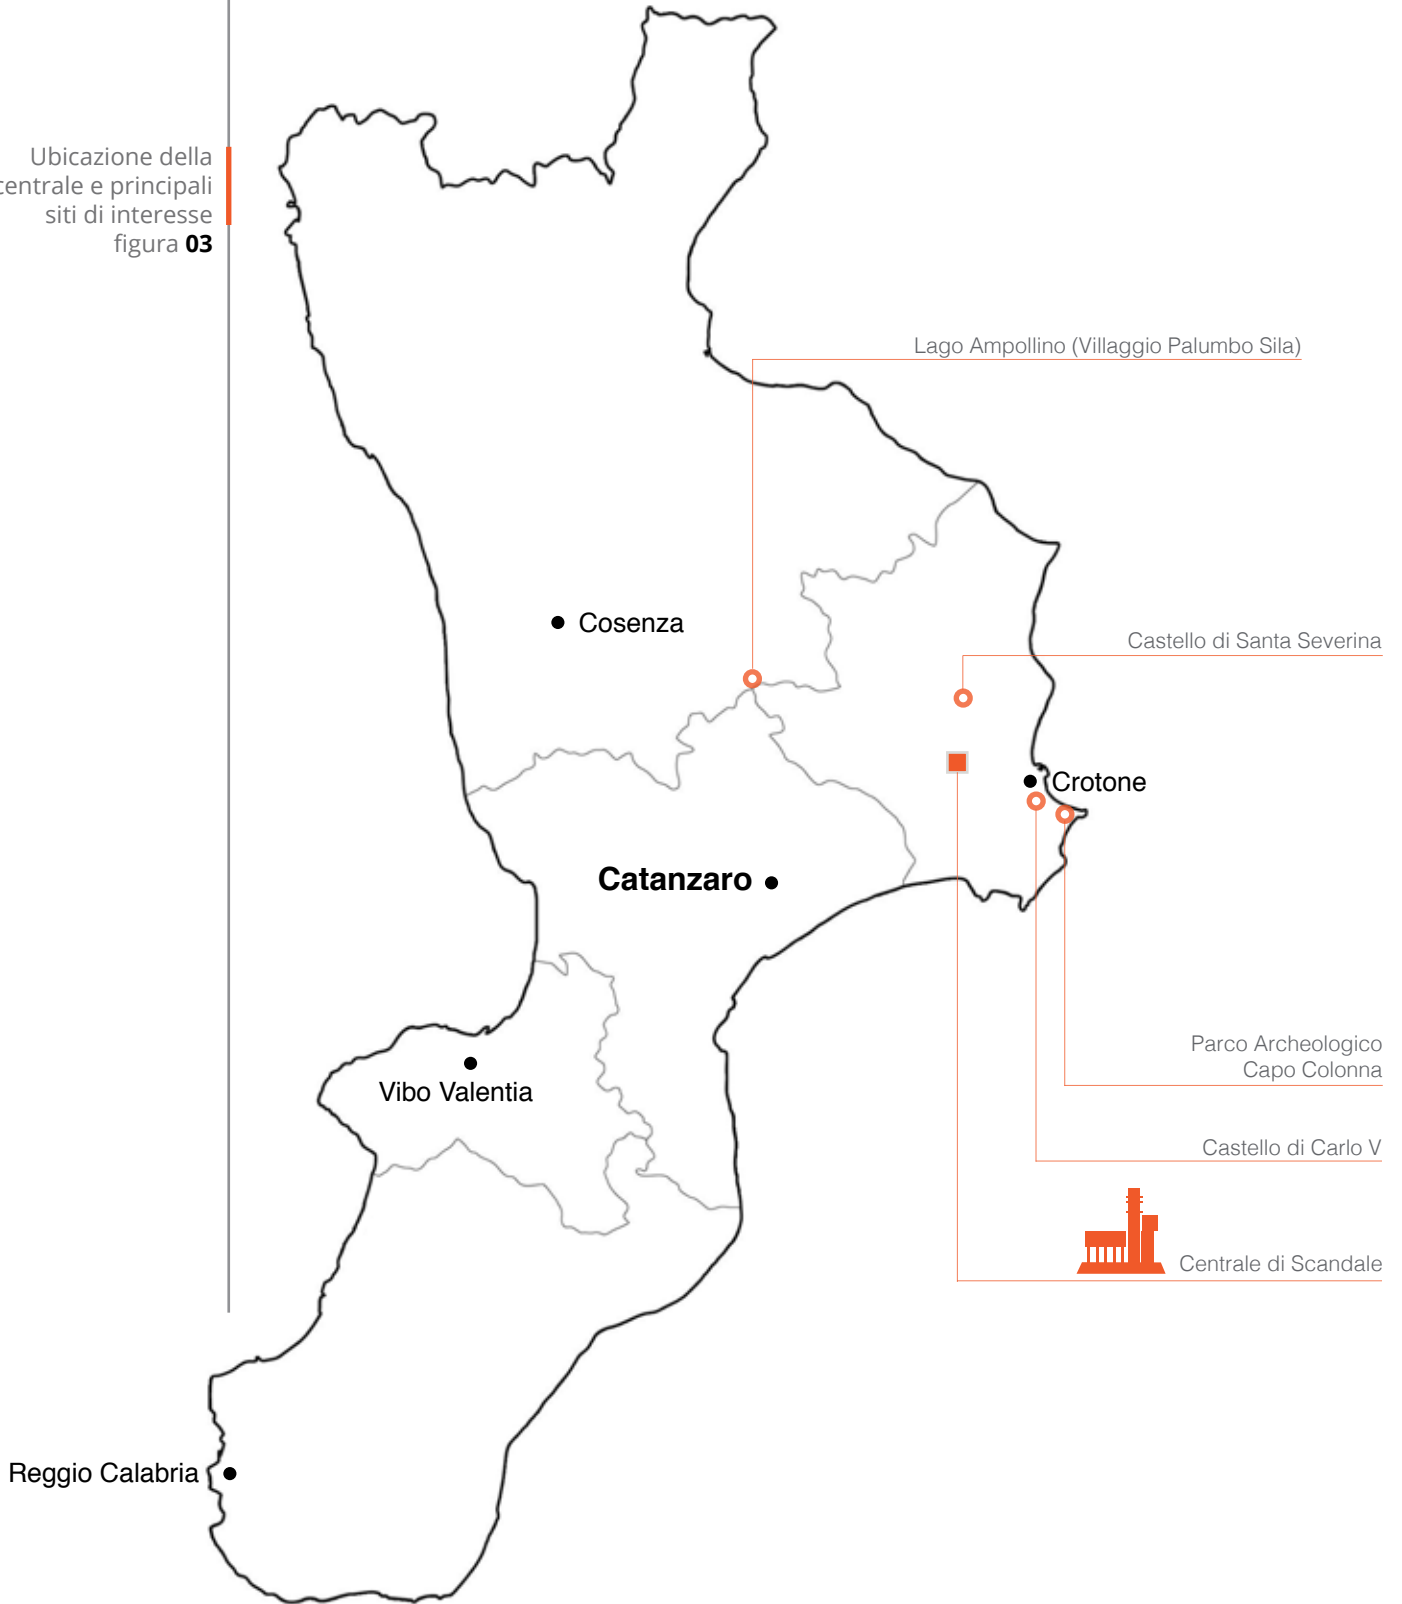 Ubicazione della
centrale e principali
siti di interesse
figura 03
Lago Ampollino (Villaggio Palumbo Sila)
Cosenza
Castello di Santa Severina
Crotone
Catanzaro
Parco Archeologico
Capo Colonna
Vibo Valentia
Castello di Carlo V
Centrale di Scandale
Reggio Calabria